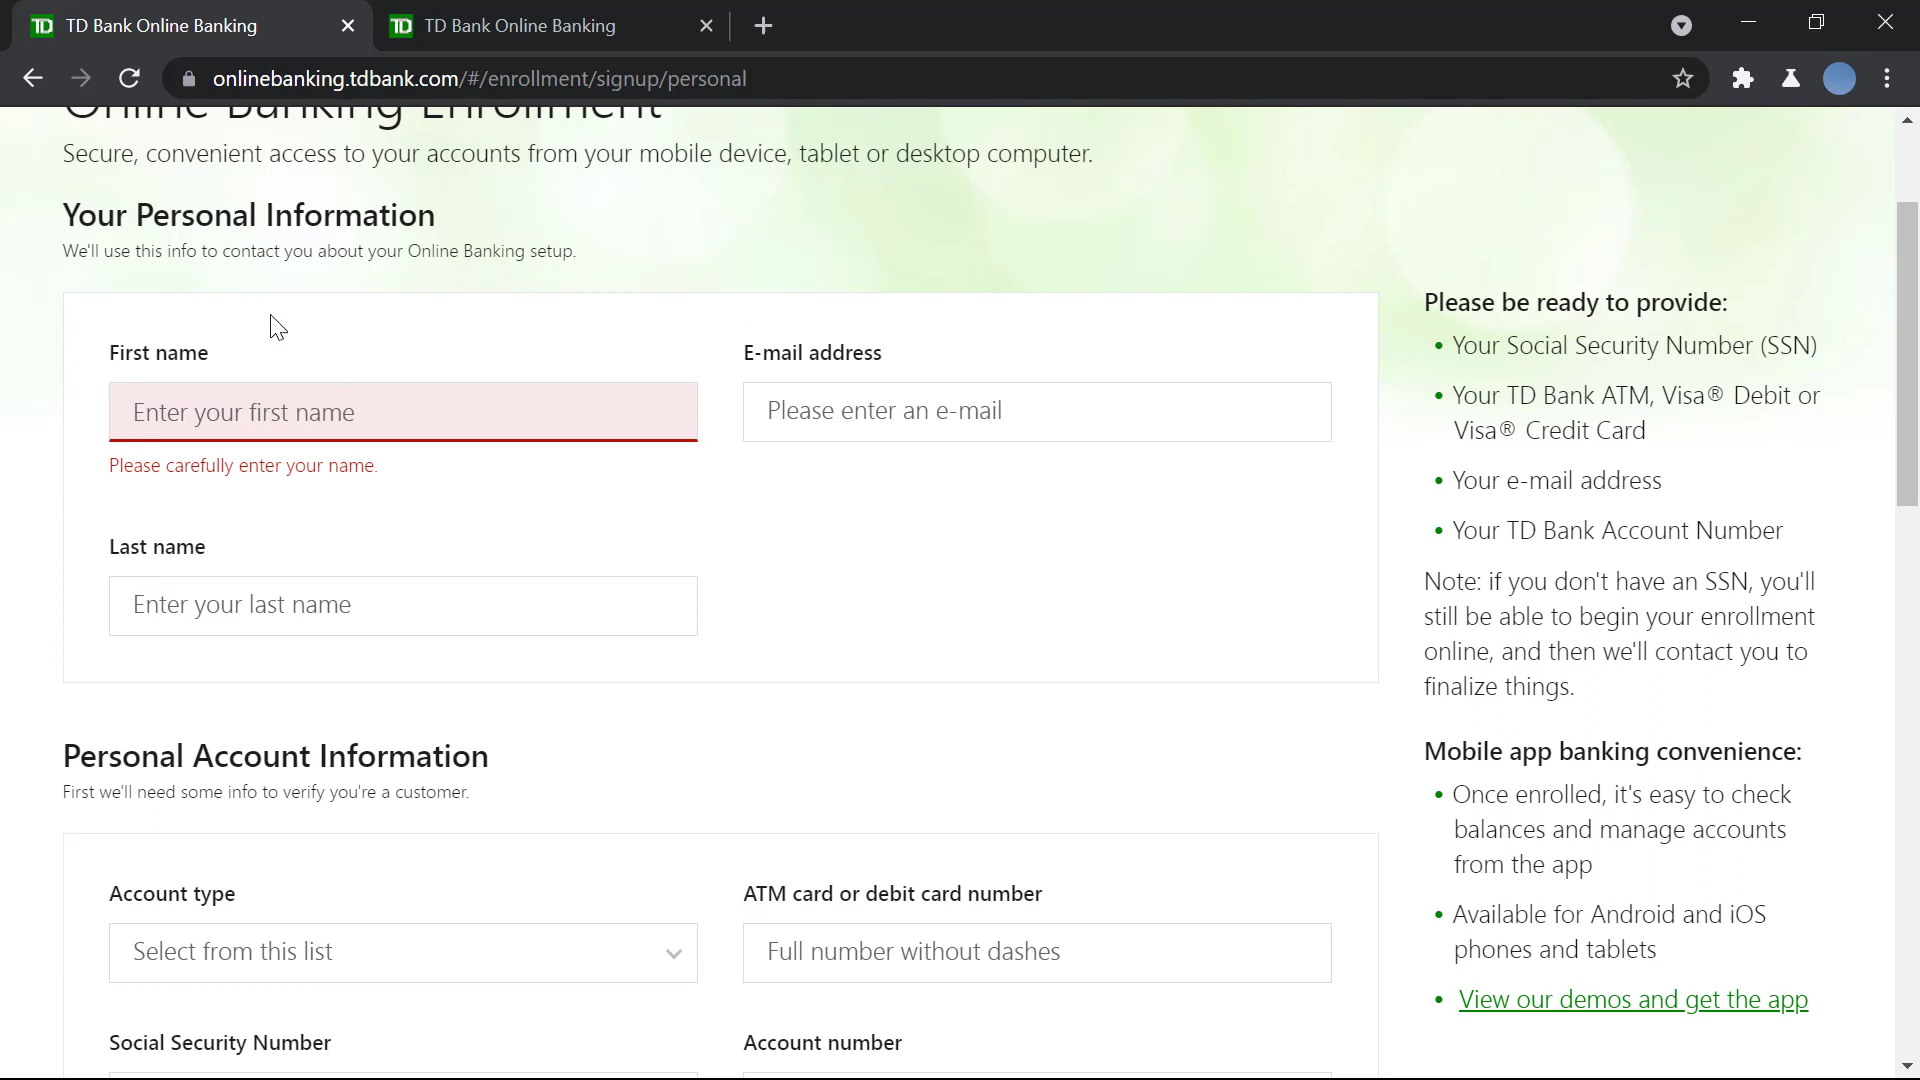 TD Bank Online Banking
TD Bank Online Banking
onlinebanking.tdbank.com/#/enrollment/signup/personal
Online Banking Enrollment
Secure, convenient access to your accounts from your mobile device, tablet or desktop computer.
Your Personal Information
We'll use this info to contact you about your Online Banking setup.
First name
Enter your first name
Please carefully enter your name.
E-mail address
Please enter an e-mail
Last name
Enter your last name
Personal Account Information
First we'll need some info to verify you're a customer.
Account type
Select from this list
ATM card or debit card number
Full number without dashes
Social Security Number
Account number
Please be ready to provide:
• Your Social Security Number (SSN)
• Your TD Bank ATM, Visa® Debit or
Visa® Credit Card
• Your e-mail address
• Your TD Bank Account Number
Note: if you don't have an SSN, you'll
still be able to begin your enrollment
online, and then we'll contact you to
finalize things.
Mobile app banking convenience:
• Once enrolled, it's easy to check
balances and manage accounts
from the app
• Available for Android and iOS
phones and tablets
• View our demos and get the app